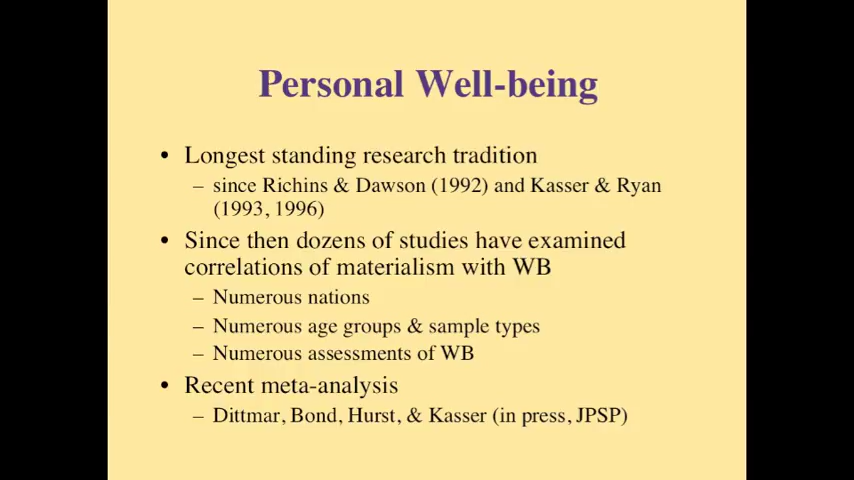 Personal Well-being
• Longest standing research tradition
– since Richins & Dawson (1992) and Kasser & Ryan
(1993, 1996)
• Since then dozens of studies have examined
correlations of materialism with WB
– Numerous nations
– Numerous age groups & sample types
– Numerous assessments of WB
• Recent meta-analysis
– Dittmar, Bond, Hurst, & Kasser (in press, JPSP)